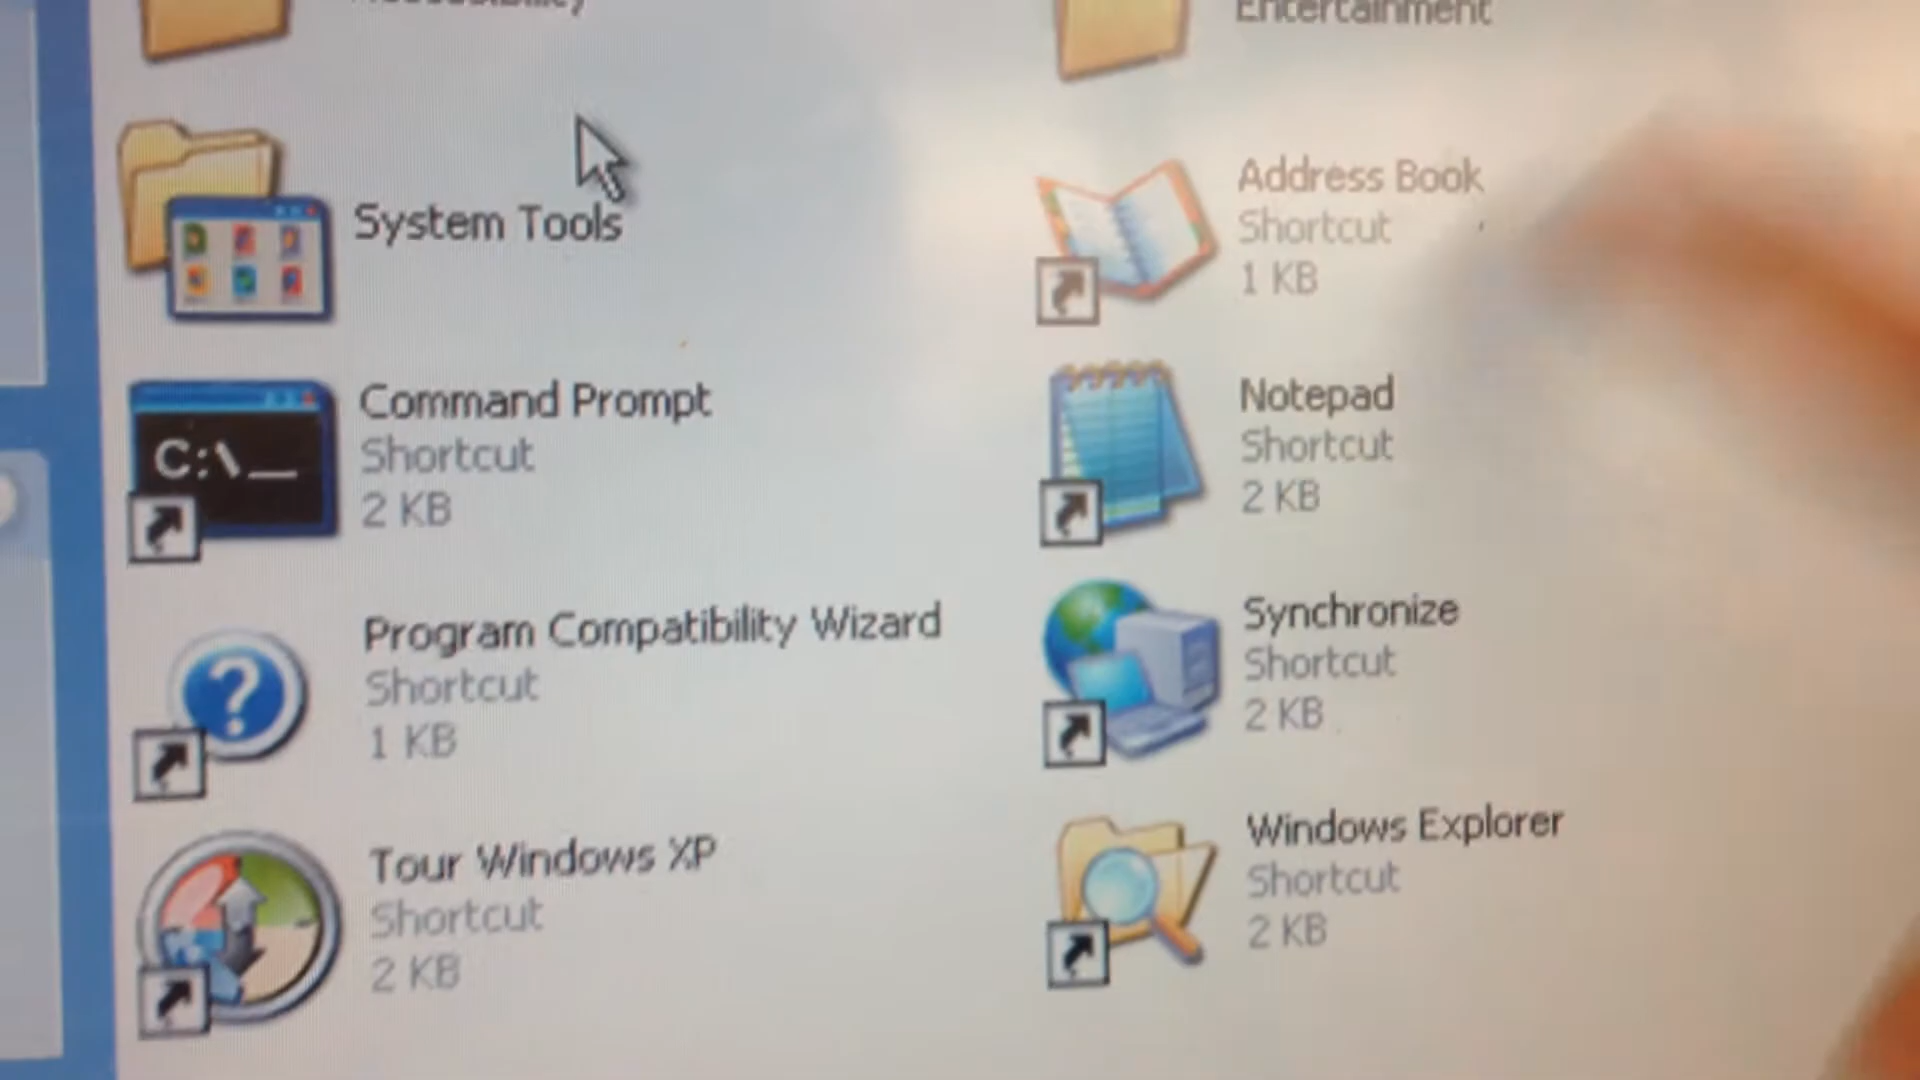 Accessibility
Entertainment
System Tools
Address Book
Shortcut
1 KB
Command Prompt
Shortcut
2 KB
C:\_
Notepad
Shortcut
2 KB
Program Compatibility Wizard
Shortcut
1 KB
Synchronize
Shortcut
2 KB
Tour Windows XP
Shortcut
2 KB
Windows Explorer
Shortcut
2 KB